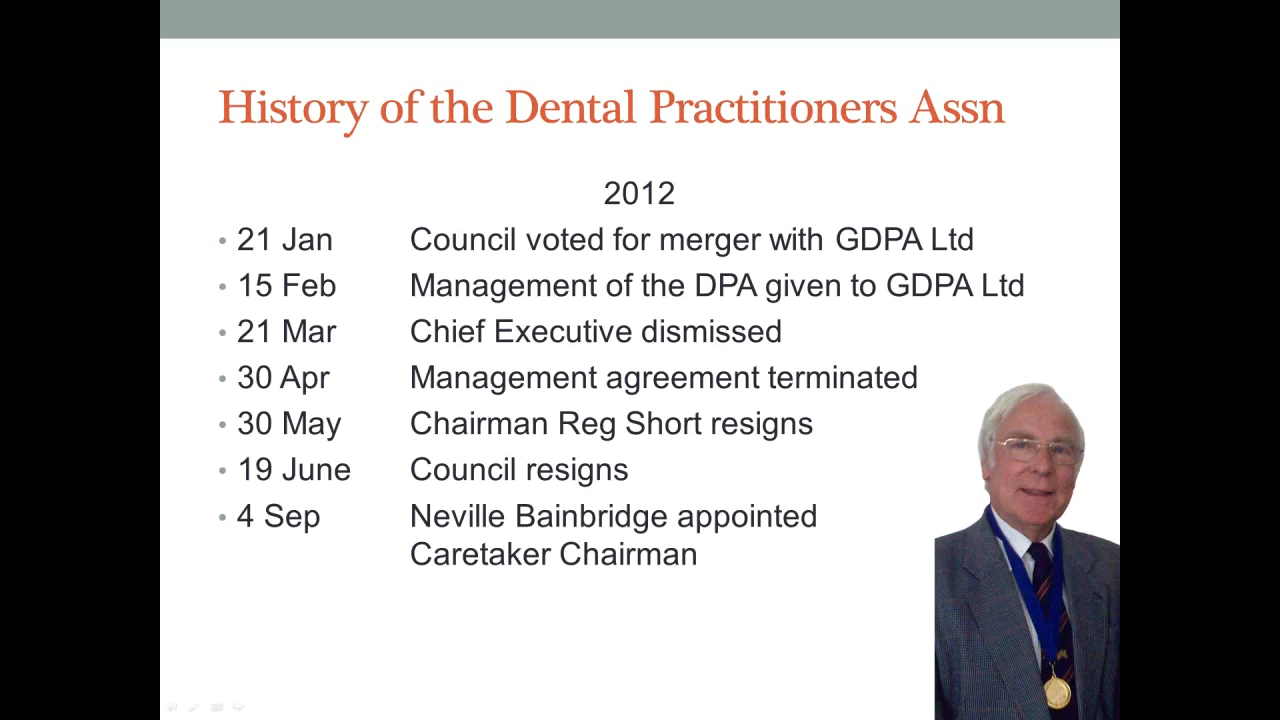 History of the Dental Practitioners Assn
2012
• 21 Jan Council voted for merger with GDPA Ltd
• 15 Feb Management of the DPA given to GDPA Ltd
• 21 Mar Chief Executive dismissed
• 30 Apr Management agreement terminated
• 30 May Chairman Reg Short resigns
• 19 June Council resigns
• 4 Sep Neville Bainbridge appointed
Caretaker Chairman